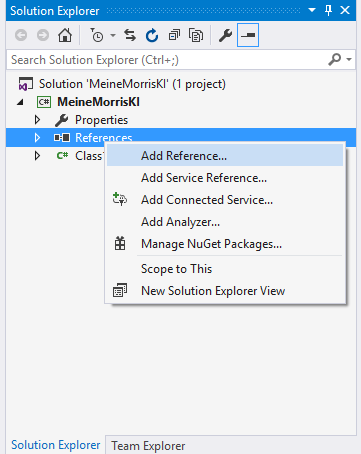 Solution Explorer
Search Solution Explorer (Ctrl+;)
Solution 'MeineMorrisKI' (1 project)
C# MeineMorrisKI
Properties
References
C# Class
Add Reference...
Add Service Reference...
Add Connected Service...
Add Analyzer...
Manage NuGet Packages...
Scope to This
New Solution Explorer View
Solution Explorer Team Explorer